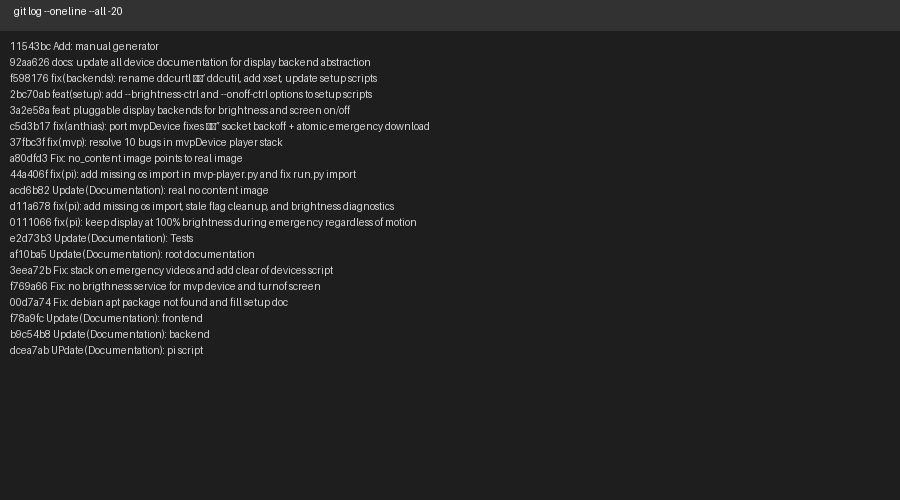 git log --oneline --all -20
11543bc Add: manual generator
92aa626 docs: update all device documentation for display backend abstraction
f598176 fix(backends): rename ddcurtl ’ ddcutil, add xset, update setup scripts
2bc70ab feat(setup): add --brightness-ctrl and --onoff-ctrl options to setup scripts
3a2e58a feat: pluggable display backends for brightness and screen on/off
c5d3b17 fix(anthias): port mvpDevice fixes ” socket backoff + atomic emergency download
37fbc3f fix(mvp): resolve 10 bugs in mvpDevice player stack
a80dfd3 Fix: no_content image points to real image
44a406f fix(pi): add missing os import in mvp-player.py and fix run.py import
acd6b82 Update(Documentation): real no content image
d11a678 fix(pi): add missing os import, stale flag cleanup, and brightness diagnostics
0111066 fix(pi): keep display at 100% brightness during emergency regardless of motion
e2d73b3 Update(Documentation): Tests
af10ba5 Update(Documentation): root documentation
3eea72b Fix: stack on emergency videos and add clear of devices script
f769a66 Fix: no brigthness service for mvp device and turnof screen
00d7a74 Fix: debian apt package not found and fill setup doc
f78a9fc Update(Documentation): frontend
b9c54b8 Update(Documentation): backend
dcea7ab UPdate(Documentation): pi script